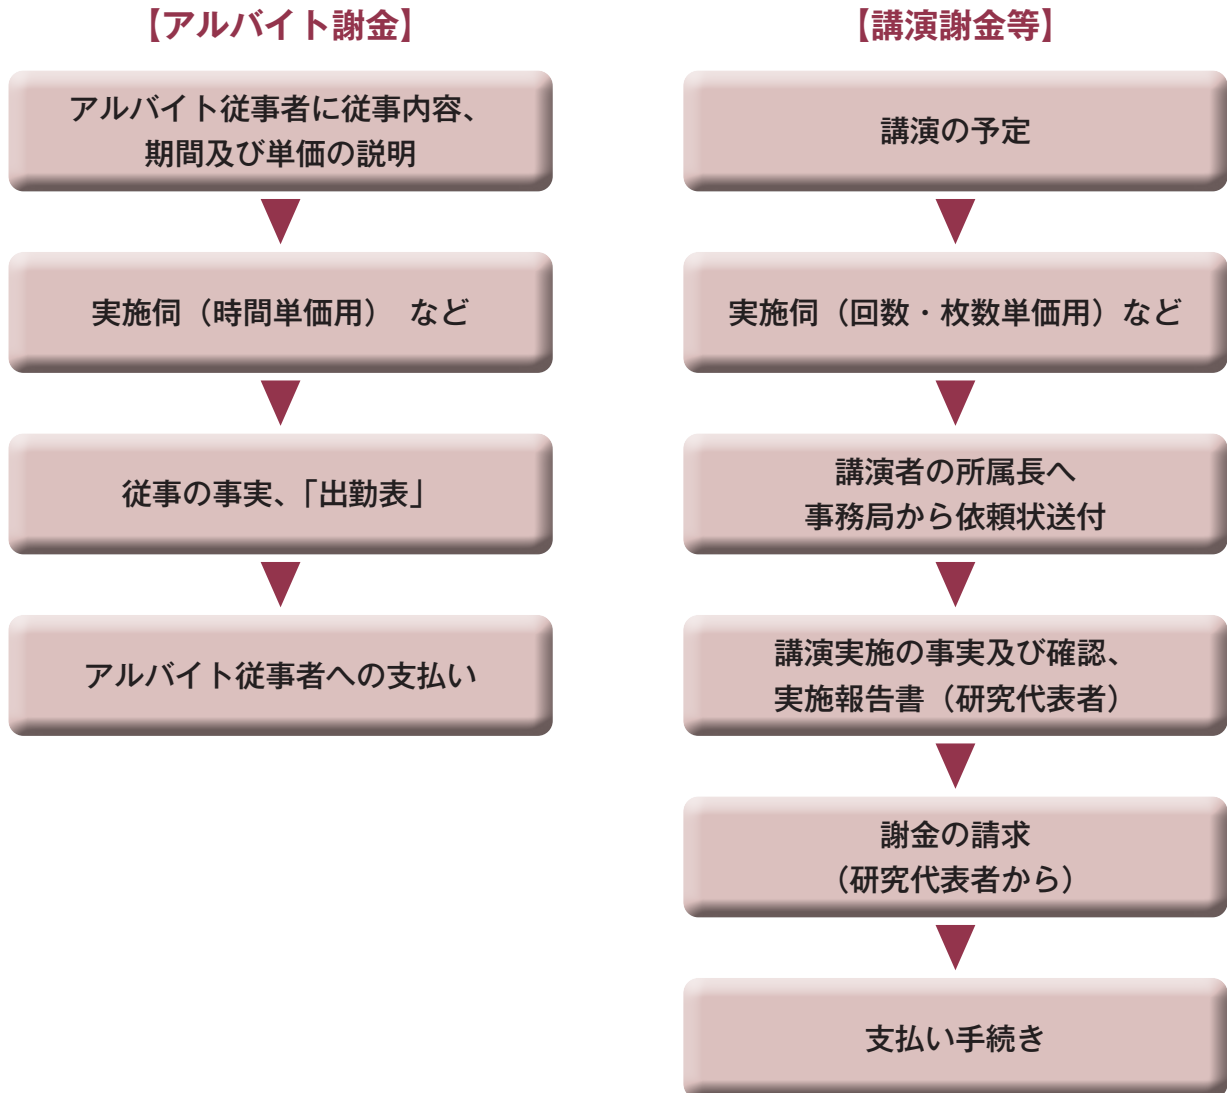 【アルバイト謝金】
アルバイト従事者に従事内容、
期間及び単価の説明
実施伺（時間単価用）　など
従事の事実、「出勤表」
アルバイト従事者への支払い
【講演謝金等】
講演の予定
実施伺（回数・枚数単価用）など
講演者の所属長へ
事務局から依頼状送付
講演実施の事実及び確認、
実施報告書（研究代表者）
謝金の請求
（研究代表者から）
支払い手続き